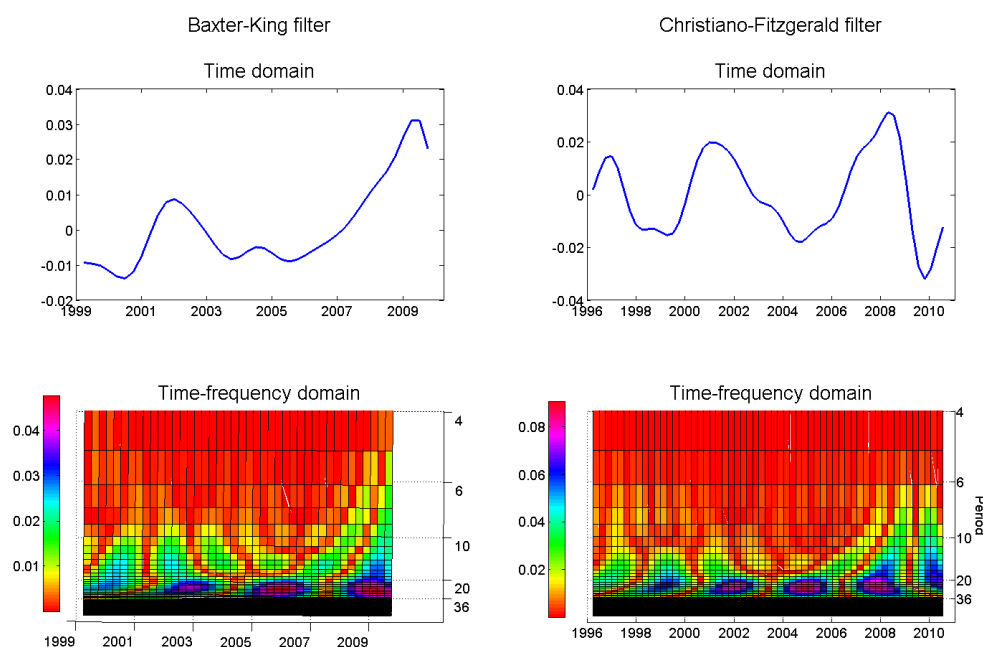 Baxter-King filter
Christiano-Fitzgerald filter
Time domain
0.04
0.03
0.02
0.01
0
-0.01
-0.02
1999 2001 2003 2005 2007 2009
Time domain
0.04
0.02
0
-0.02
-0.04
1996 1998 2000 2002 2004 2006 2008 2010
Time-frequency domain
0.04
0.03
0.02
0.01
4
6
10
20
36
1999 2001 2003 2005 2007 2009
Time-frequency domain
0.08
0.06
0.04
0.02
4
6
10
20
36
Period
1996 1998 2000 2002 2004 2006 2008 2010